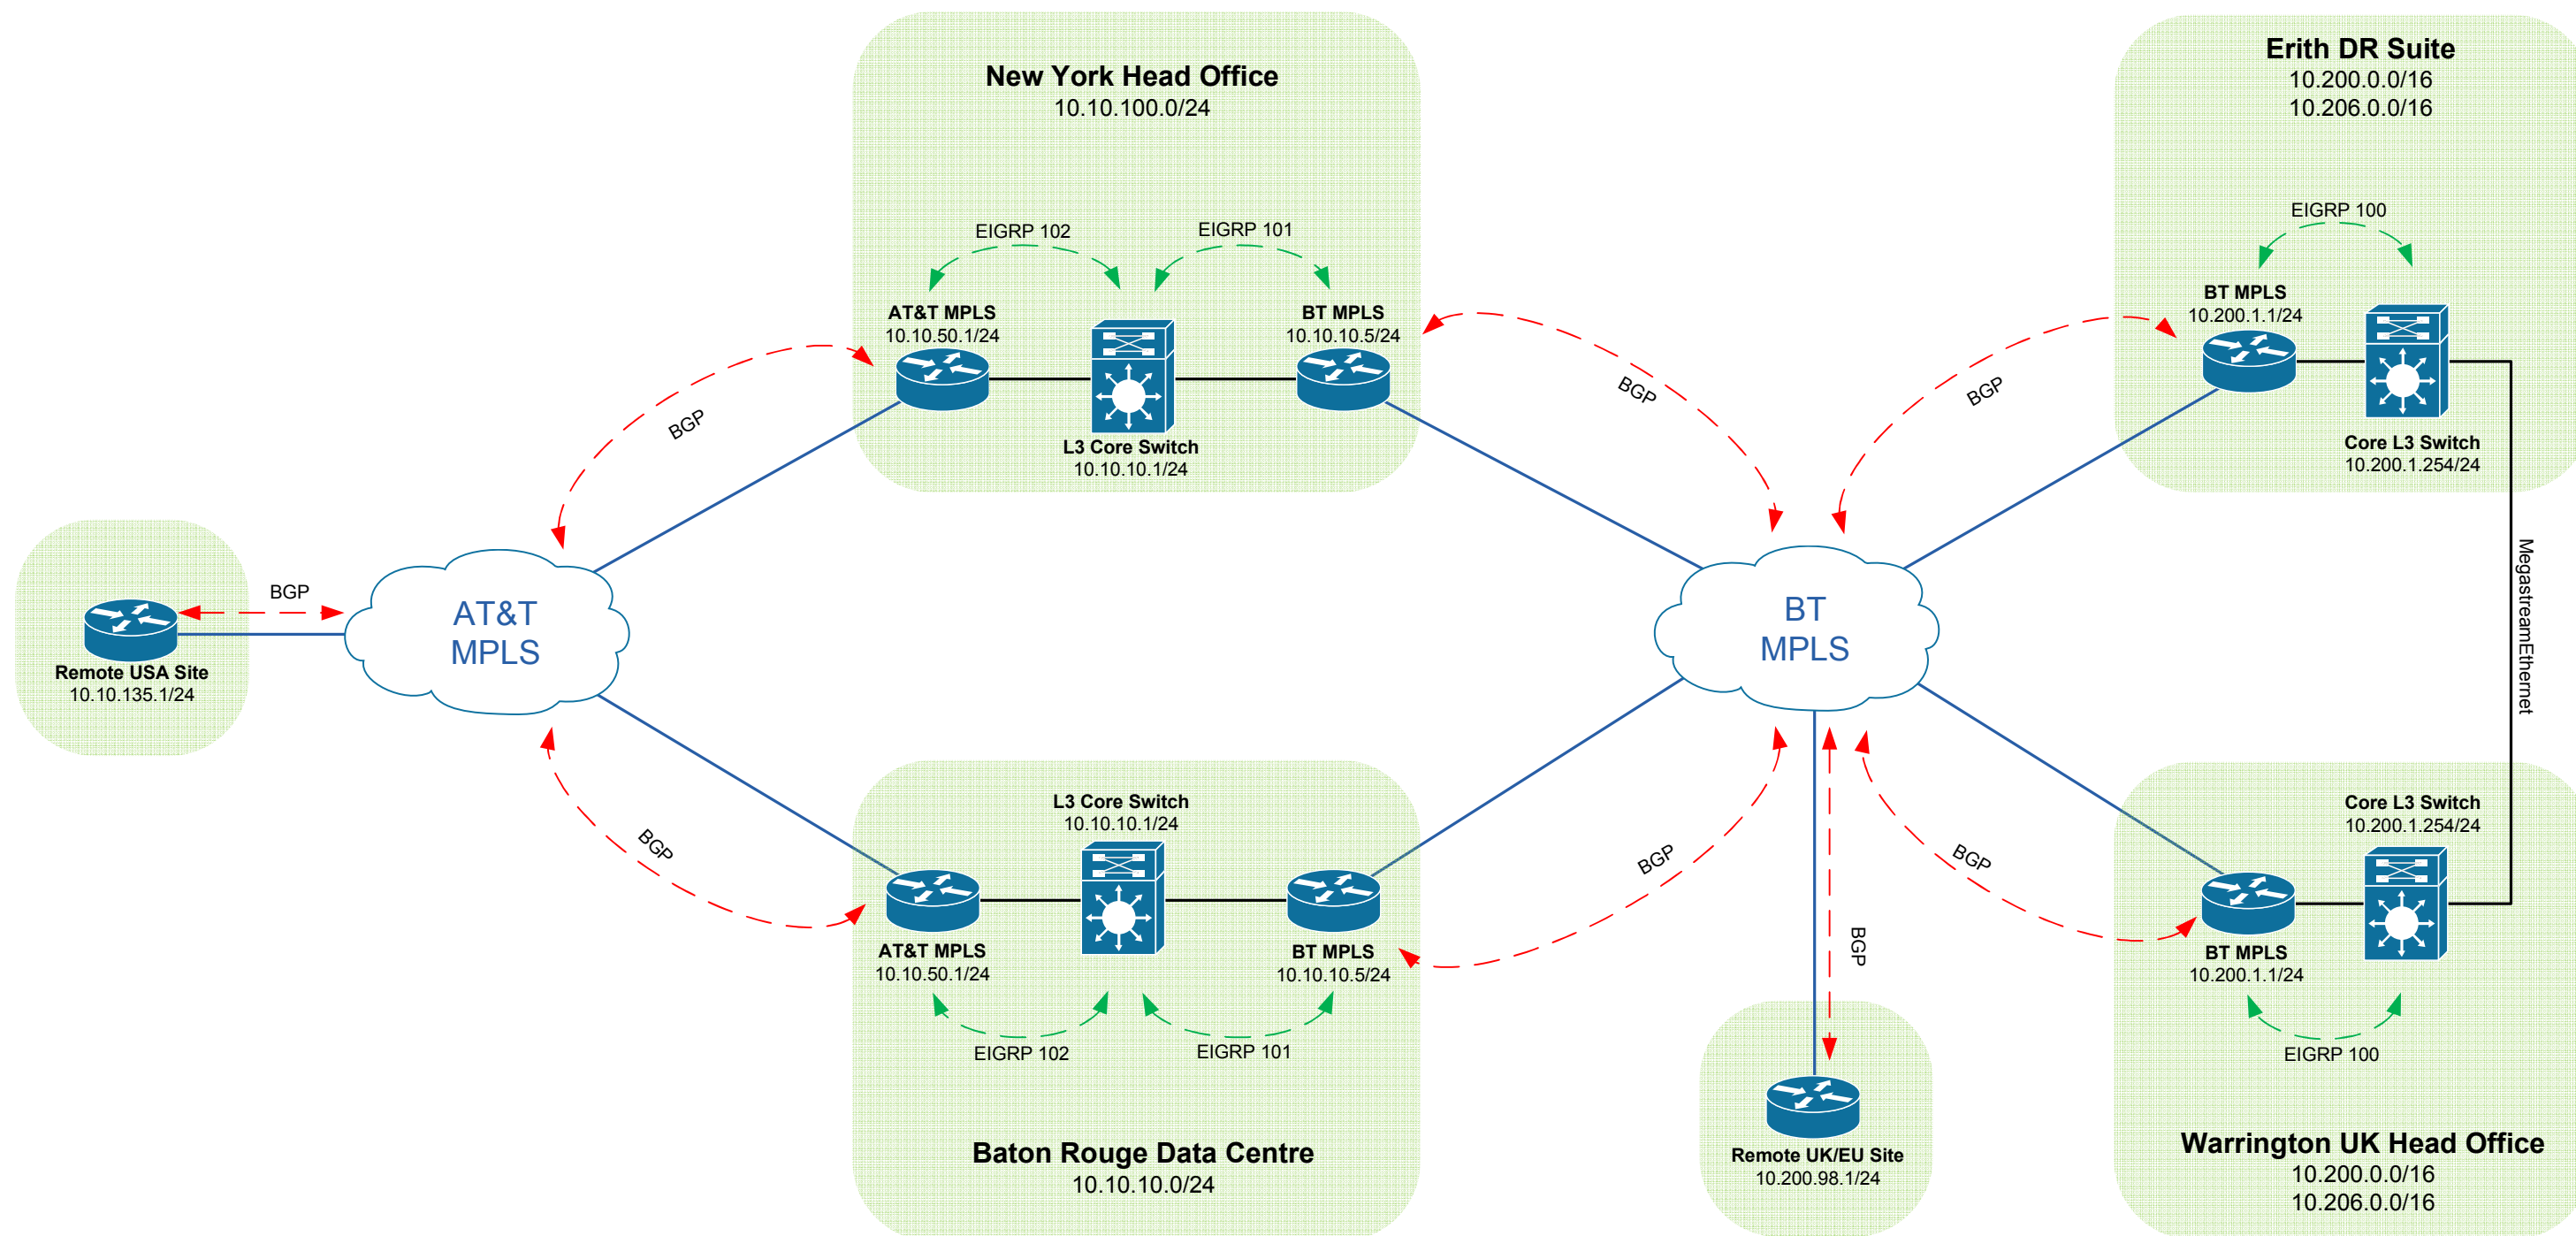 New York Head Office
10.10.100.0/24
EIGRP 102
EIGRP 101
AT&T MPLS
10.10.50.1/24
BT MPLS
10.10.10.5/24
L3 Core Switch
10.10.10.1/24
Erith DR Suite
10.200.0.0/16
10.206.0.0/16
EIGRP 100
BT MPLS
10.200.1.1/24
Core L3 Switch
10.200.1.254/24
BGP
BGP
BGP
BGP
Remote USA Site
10.10.135.1/24
AT&T
MPLS
BT
MPLS
MegastreamEthernet
BGP
BGP
BGP
BGP
L3 Core Switch
10.10.10.1/24
AT&T MPLS
10.10.50.1/24
BT MPLS
10.10.10.5/24
EIGRP 102
EIGRP 101
Baton Rouge Data Centre
10.10.10.0/24
Remote UK/EU Site
10.200.98.1/24
Core L3 Switch
10.200.1.254/24
BT MPLS
10.200.1.1/24
EIGRP 100
Warrington UK Head Office
10.200.0.0/16
10.206.0.0/16